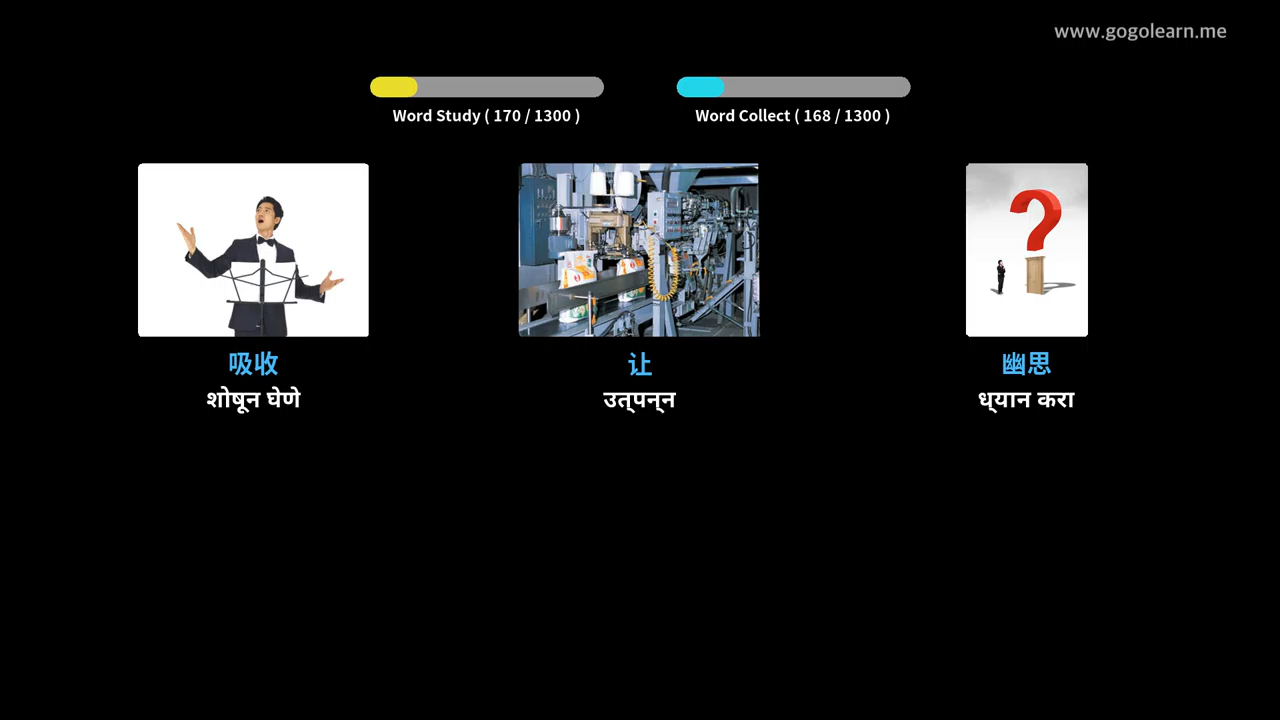 www.gogolearn.me
Word Study ( 170 / 1300 )
Word Collect ( 168 / 1300 )
吸收
शोषून घेणे
让
उत्पन्न
幽思
ध्यान करा